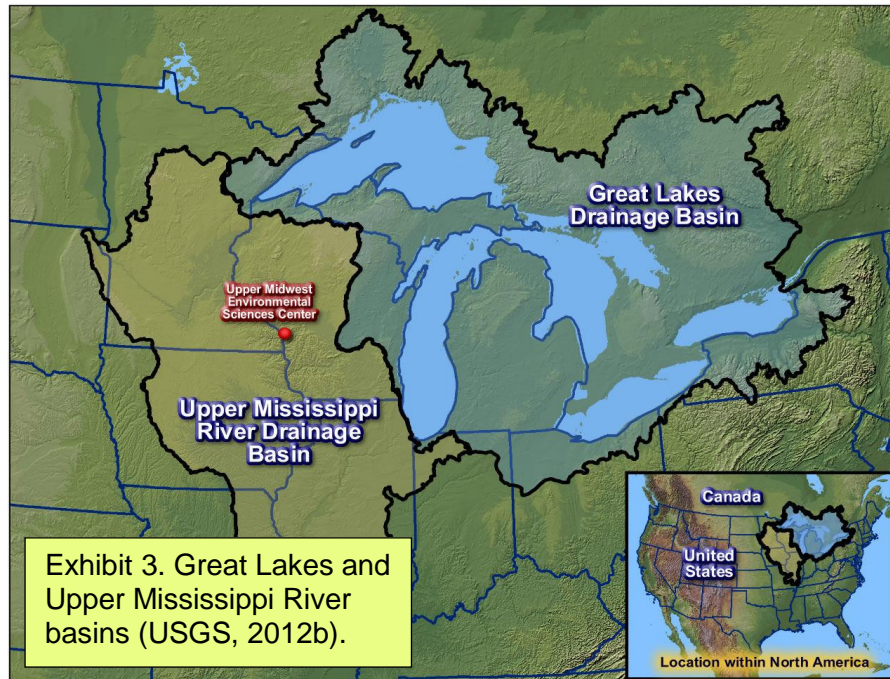 Great Lakes
Drainage Basin
Upper Midwest
Environmental
Sciences Center
Upper Mississippi
River Drainage
Basin
Exhibit 3. Great Lakes and
Upper Mississippi River
basins (USGS, 2012b).
Canada
United
States
Location within North America